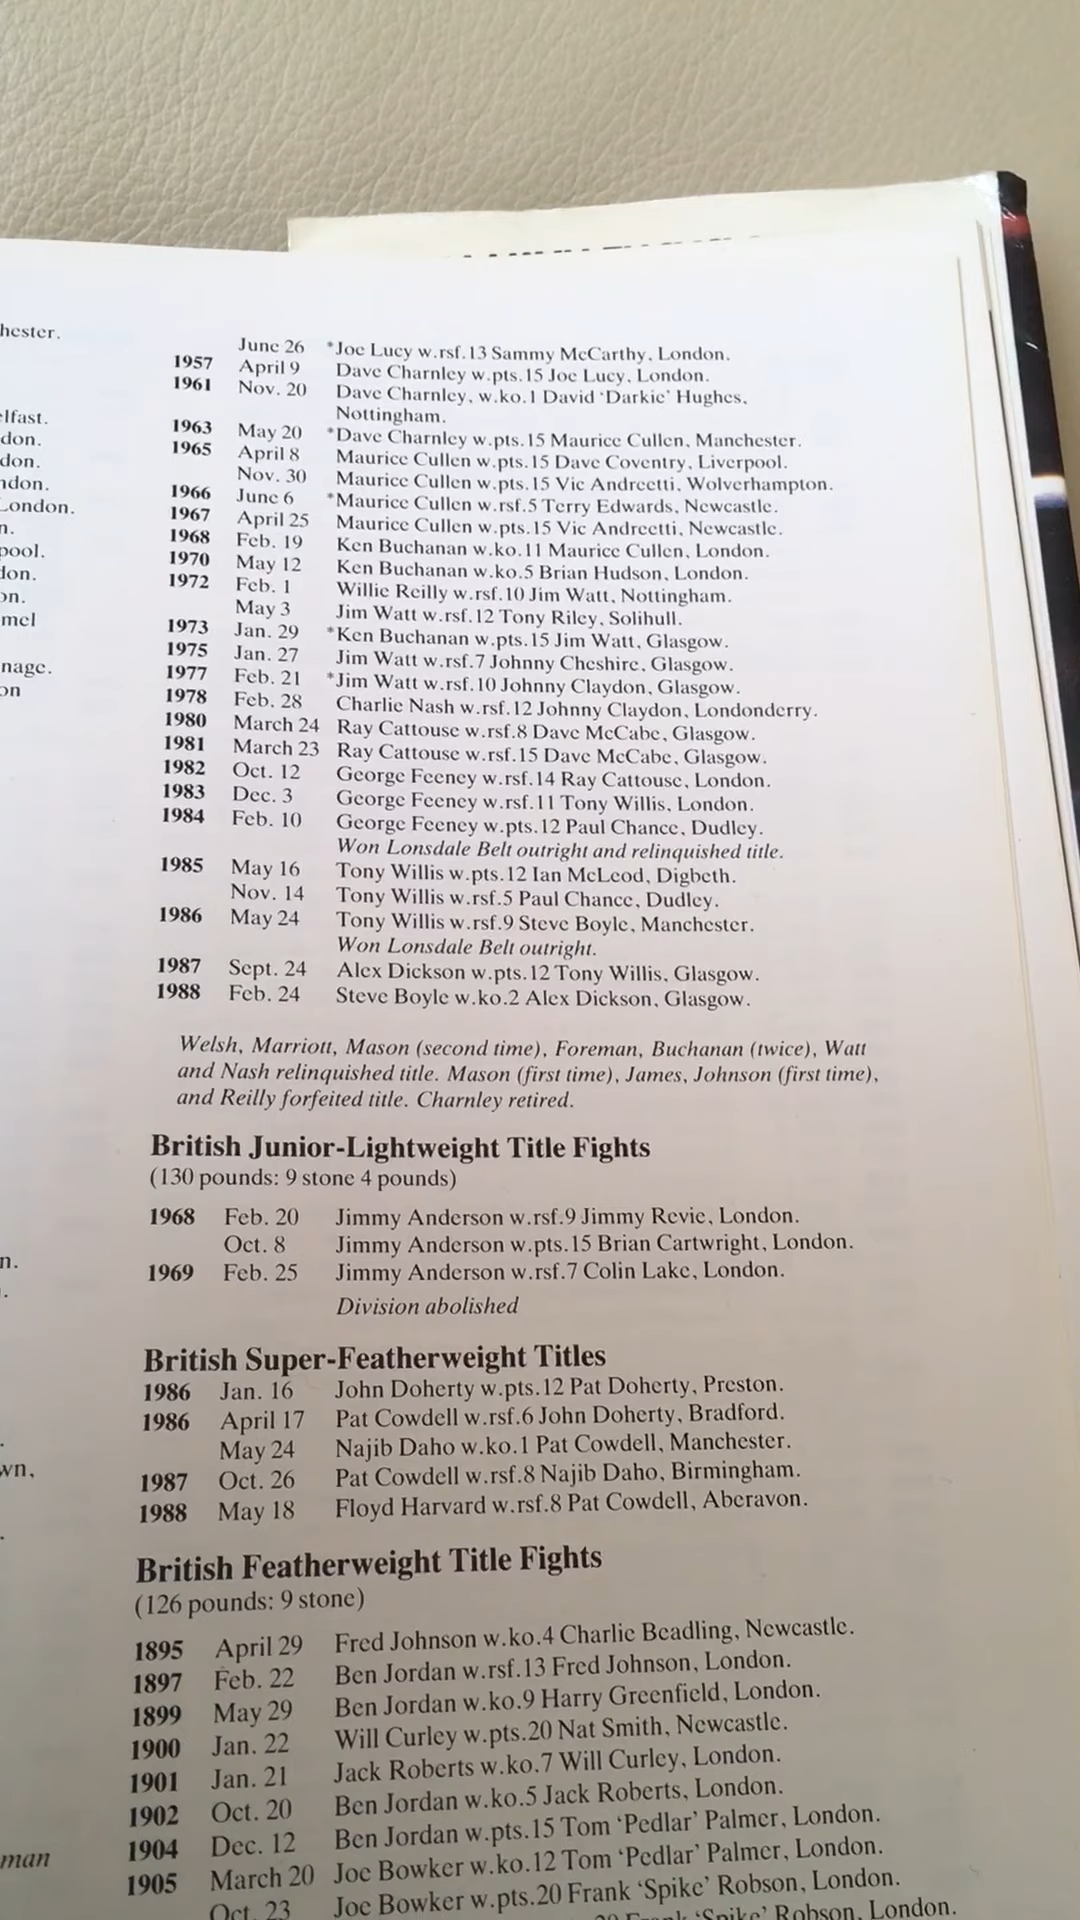 hester.
elfast.
don.
don.
ndon.
London.
n.
pool.
don.
on.
mel
nage.
on
n.
wn,
man
June 26 *Joe Lucy w.rsf.13 Sammy McCarthy, London.
1957 April 9 Dave Charnley w.pts.15 Joe Lucy, London.
1961 Nov. 20 Dave Charnley, w.ko.1 David ‘Darkie’ Hughes,
Nottingham.
1963 May 20 *Dave Charnley w.pts.15 Maurice Cullen, Manchester.
1965 April 8 Maurice Cullen w.pts.15 Dave Coventry, Liverpool.
Nov. 30 Maurice Cullen w.pts.15 Vic Andreetti, Wolverhampton.
1966 June 6 *Maurice Cullen w.rsf.5 Terry Edwards, Newcastle.
1967 April 25 Maurice Cullen w.pts.15 Vic Andreetti, Newcastle.
1968 Feb. 19 Ken Buchanan w.ko.11 Maurice Cullen, London.
1970 May 12 Ken Buchanan w.ko.5 Brian Hudson, London.
1972 Feb. 1 Willie Reilly w.rsf.10 Jim Watt, Nottingham.
May 3 Jim Watt w.rsf.12 Tony Riley, Solihull.
1973 Jan. 29 *Ken Buchanan w.pts.15 Jim Watt, Glasgow.
1975 Jan. 27 Jim Watt w.rsf.7 Johnny Cheshire, Glasgow.
1977 Feb. 21 *Jim Watt w.rsf.10 Johnny Claydon, Glasgow.
1978 Feb. 28 Charlie Nash w.rsf.12 Johnny Claydon, Londonderry.
1980 March 24 Ray Cattouse w.rsf.8 Dave McCabe, Glasgow.
1981 March 23 Ray Cattouse w.rsf.15 Dave McCabe, Glasgow.
1982 Oct. 12 George Feeney w.rsf.14 Ray Cattouse, London.
1983 Dec. 3 George Feeney w.rsf.11 Tony Willis, London.
1984 Feb. 10 George Feeney w.pts.12 Paul Chance, Dudley.
Won Lonsdale Belt outright and relinquished title.
1985 May 16 Tony Willis w.pts.12 Ian McLeod, Digbeth.
Nov. 14 Tony Willis w.rsf.5 Paul Chance, Dudley.
1986 May 24 Tony Willis w.rsf.9 Steve Boyle, Manchester.
Won Lonsdale Belt outright.
1987 Sept. 24 Alex Dickson w.pts.12 Tony Willis, Glasgow.
1988 Feb. 24 Steve Boyle w.ko.2 Alex Dickson, Glasgow.
Welsh, Marriott, Mason (second time), Foreman, Buchanan (twice), Watt
and Nash relinquished title. Mason (first time), James, Johnson (first time),
and Reilly forfeited title. Charnley retired.
British Junior-Lightweight Title Fights
(130 pounds: 9 stone 4 pounds)
1968 Feb. 20 Jimmy Anderson w.rsf.9 Jimmy Revie, London.
Oct. 8 Jimmy Anderson w.pts.15 Brian Cartwright, London.
1969 Feb. 25 Jimmy Anderson w.rsf.7 Colin Lake, London.
Division abolished
British Super-Featherweight Titles
1986 Jan. 16 John Doherty w.pts.12 Pat Doherty, Preston.
1986 April 17 Pat Cowdell w.rsf.6 John Doherty, Bradford.
May 24 Najib Daho w.ko.1 Pat Cowdell, Manchester.
1987 Oct. 26 Pat Cowdell w.rsf.8 Najib Daho, Birmingham.
1988 May 18 Floyd Harvard w.rsf.8 Pat Cowdell, Aberavon.
British Featherweight Title Fights
(126 pounds: 9 stone)
1895 April 29 Fred Johnson w.ko.4 Charlie Beadling, Newcastle.
1897 Feb. 22 Ben Jordan w.rsf.13 Fred Johnson, London.
1899 May 29 Ben Jordan w.ko.9 Harry Greenfield, London.
1900 Jan. 22 Will Curley w.pts.20 Nat Smith, Newcastle.
1901 Jan. 21 Jack Roberts w.ko.7 Will Curley, London.
1902 Oct. 20 Ben Jordan w.ko.5 Jack Roberts, London.
1904 Dec. 12 Ben Jordan w.pts.15 Tom ‘Pedlar’ Palmer, London.
1905 March 20 Joe Bowker w.ko.12 Tom ‘Pedlar’ Palmer, London.
Oct. 23 Joe Bowker w.pts.20 Frank ‘Spike’ Robson, London.
‘Spike’ Robson, London.